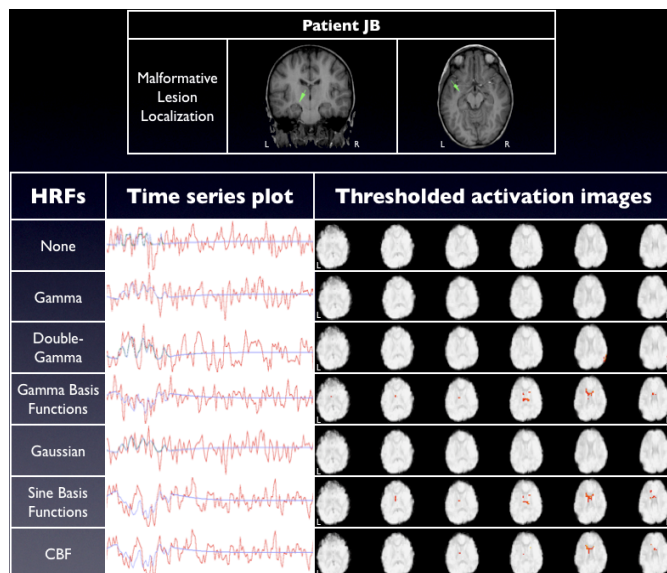 Patient JB
Malformative
Lesion
Localization
L R
L R
HRFs Time series plot Thresholded activation images
None
L
Gamma
Double-
Gamma
Gamma Basis
Functions
L
Gaussian
Sine Basis
Functions
L
CBF
L